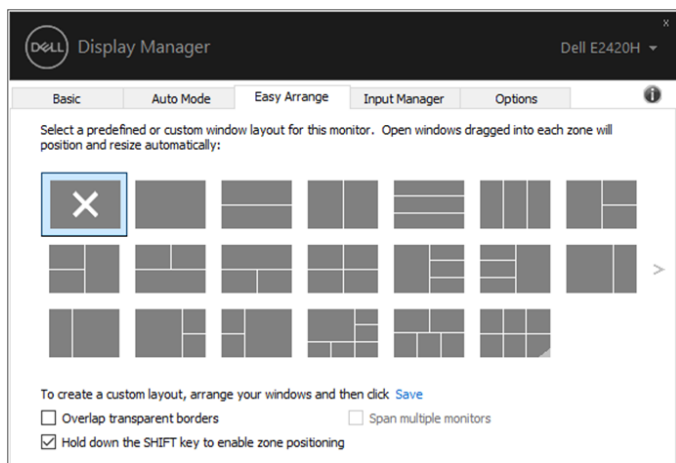 x
DELL Display Manager
Dell E2420H
Basic Auto Mode Easy Arrange Input Manager Options
Select a predefined or custom window layout for this monitor. Open windows dragged into each zone will
position and resize automatically:
>
To create a custom layout, arrange your windows and then click Save
Overlap transparent borders Span multiple monitors
Hold down the SHIFT key to enable zone positioning